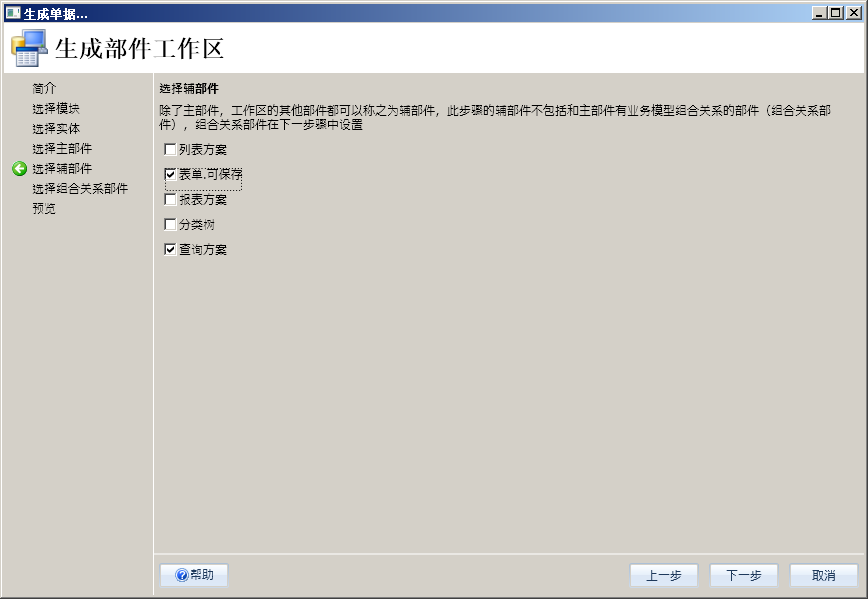 生成单据...
生成部件工作区
简介
选择模块
选择实体
选择主部件
选择辅部件
选择组合关系部件
预览
选择辅部件
除了主部件，工作区的其他部件都可以称之为辅部件，此步骤的辅部件不包括和主部件有业务模型组合关系的部件（组合关系部
件），组合关系部件在下一步骤中设置
列表方案
表单.可保存
报表方案
分类树
查询方案
帮助
上一步
下一步
取消